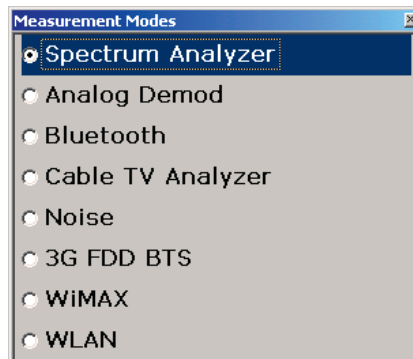 Measurement Modes
Spectrum Analyzer
Analog Demod
Bluetooth
Cable TV Analyzer
Noise
3G FDD BTS
WiMAX
WLAN